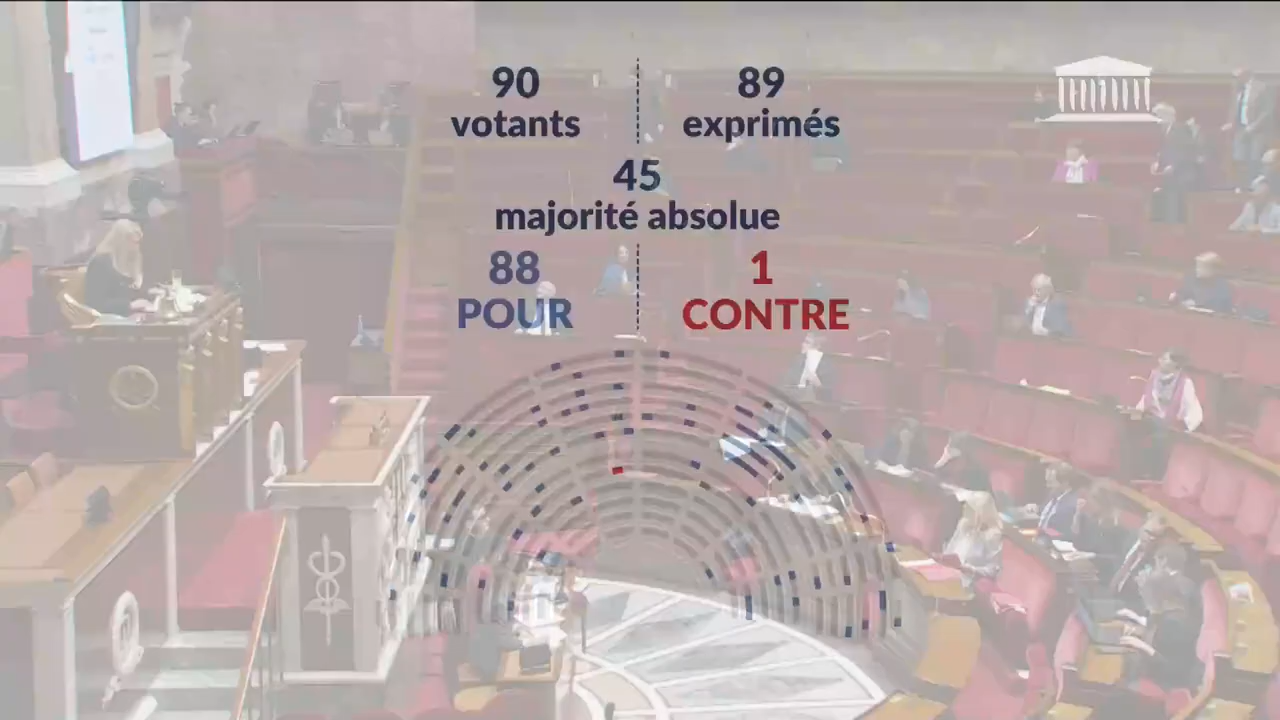 90
votants
89
exprimés
45
majorité absolue
88
POUR
1
CONTRE